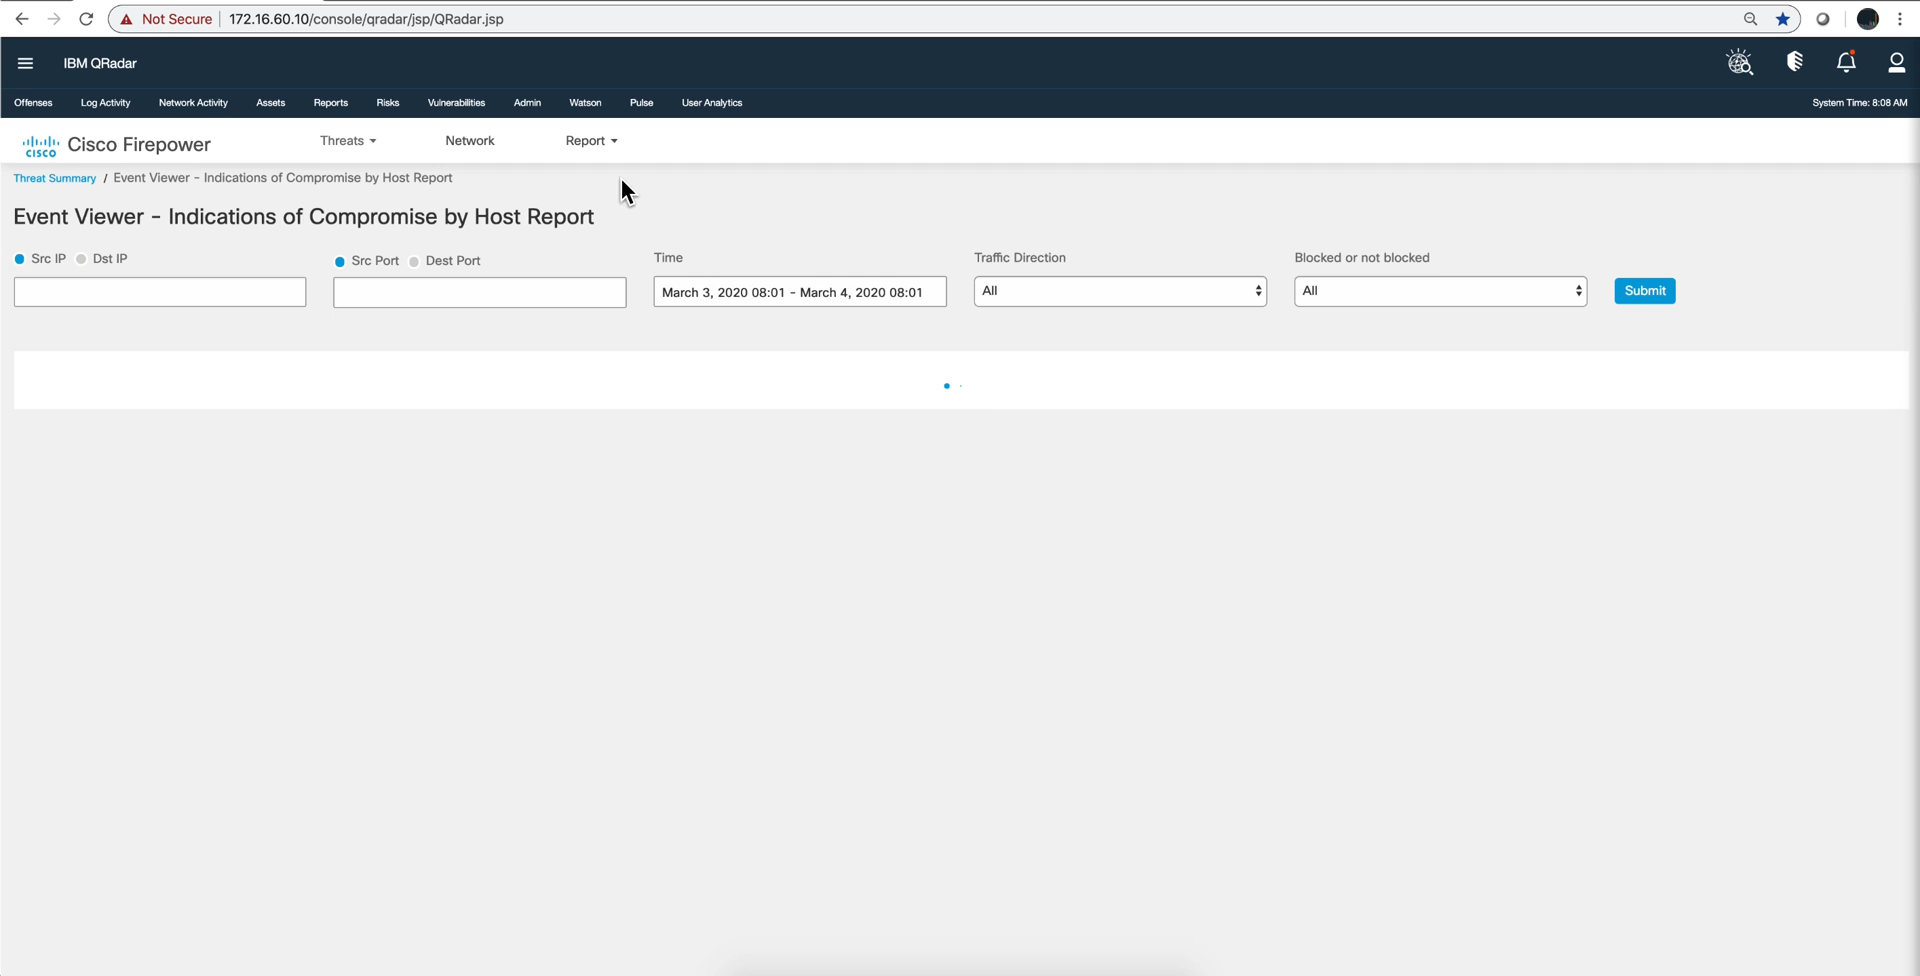 Not Secure 172.16.60.10/console/qradar/jsp/QRadar.jsp
IBM QRadar
Offenses Log Activity Network Activity Assets Reports Risks Vulnerabilities Admin Watson Pulse User Analytics System Time: 8:08 AM
CISCO Cisco Firepower Threats Network Report
Threat Summary / Event Viewer - Indications of Compromise by Host Report
Event Viewer - Indications of Compromise by Host Report
Src IP Dst IP Src Port Dest Port Time Traffic Direction Blocked or not blocked
March 3, 2020 08:01 - March 4, 2020 08:01 All All Submit